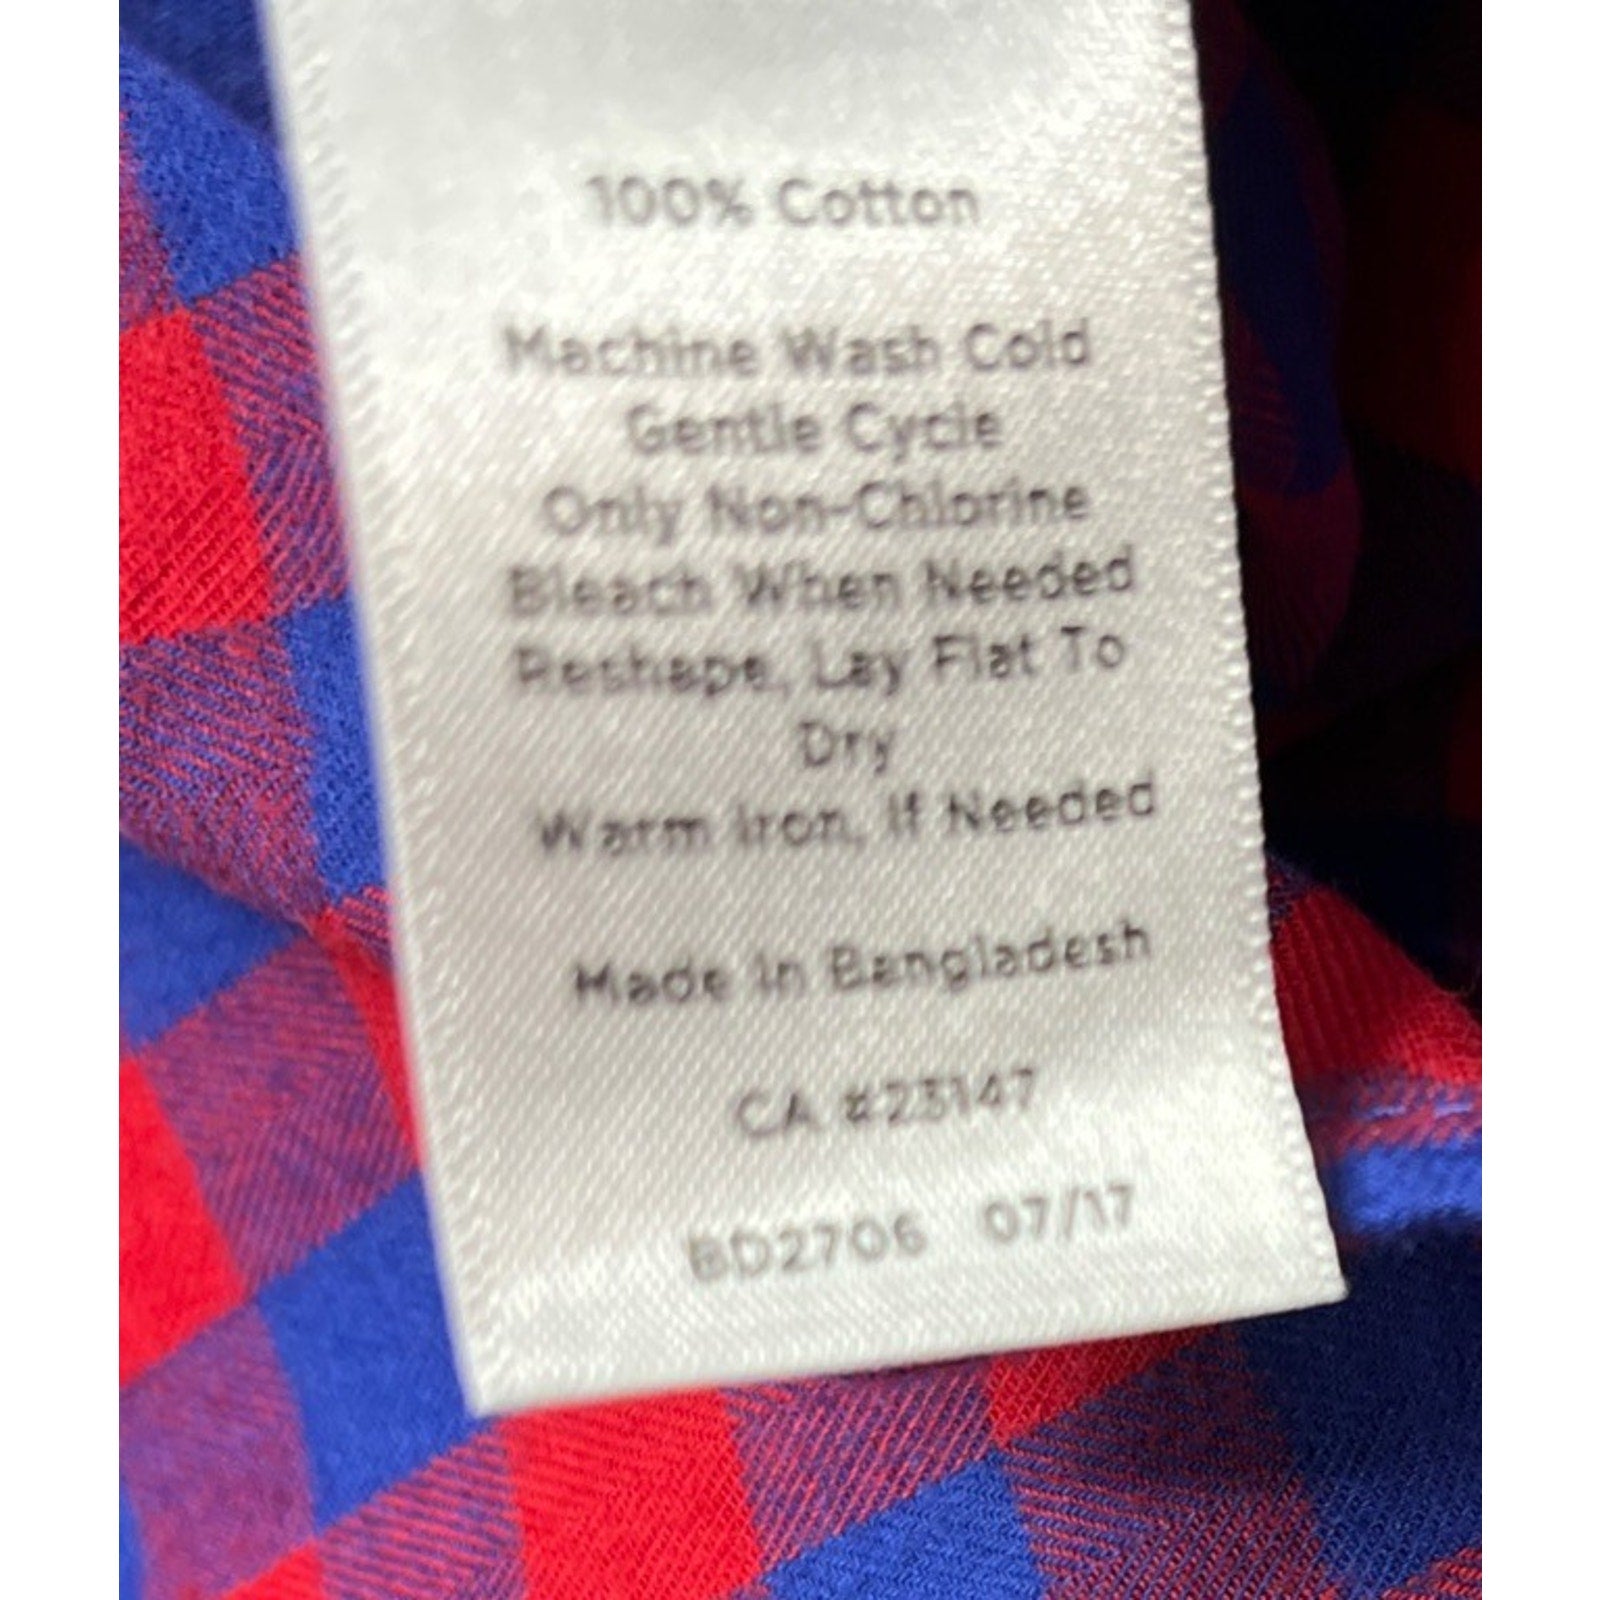 100% Cotton
Machine Wash Cold
Gentle Cycle
Only Non-Chlorine
Bleach When Needed
Reshape, Lay Flat To
Dry
Warm Iron, If Needed
Made in Bangladesh
CA #23147
BD2706 07/17